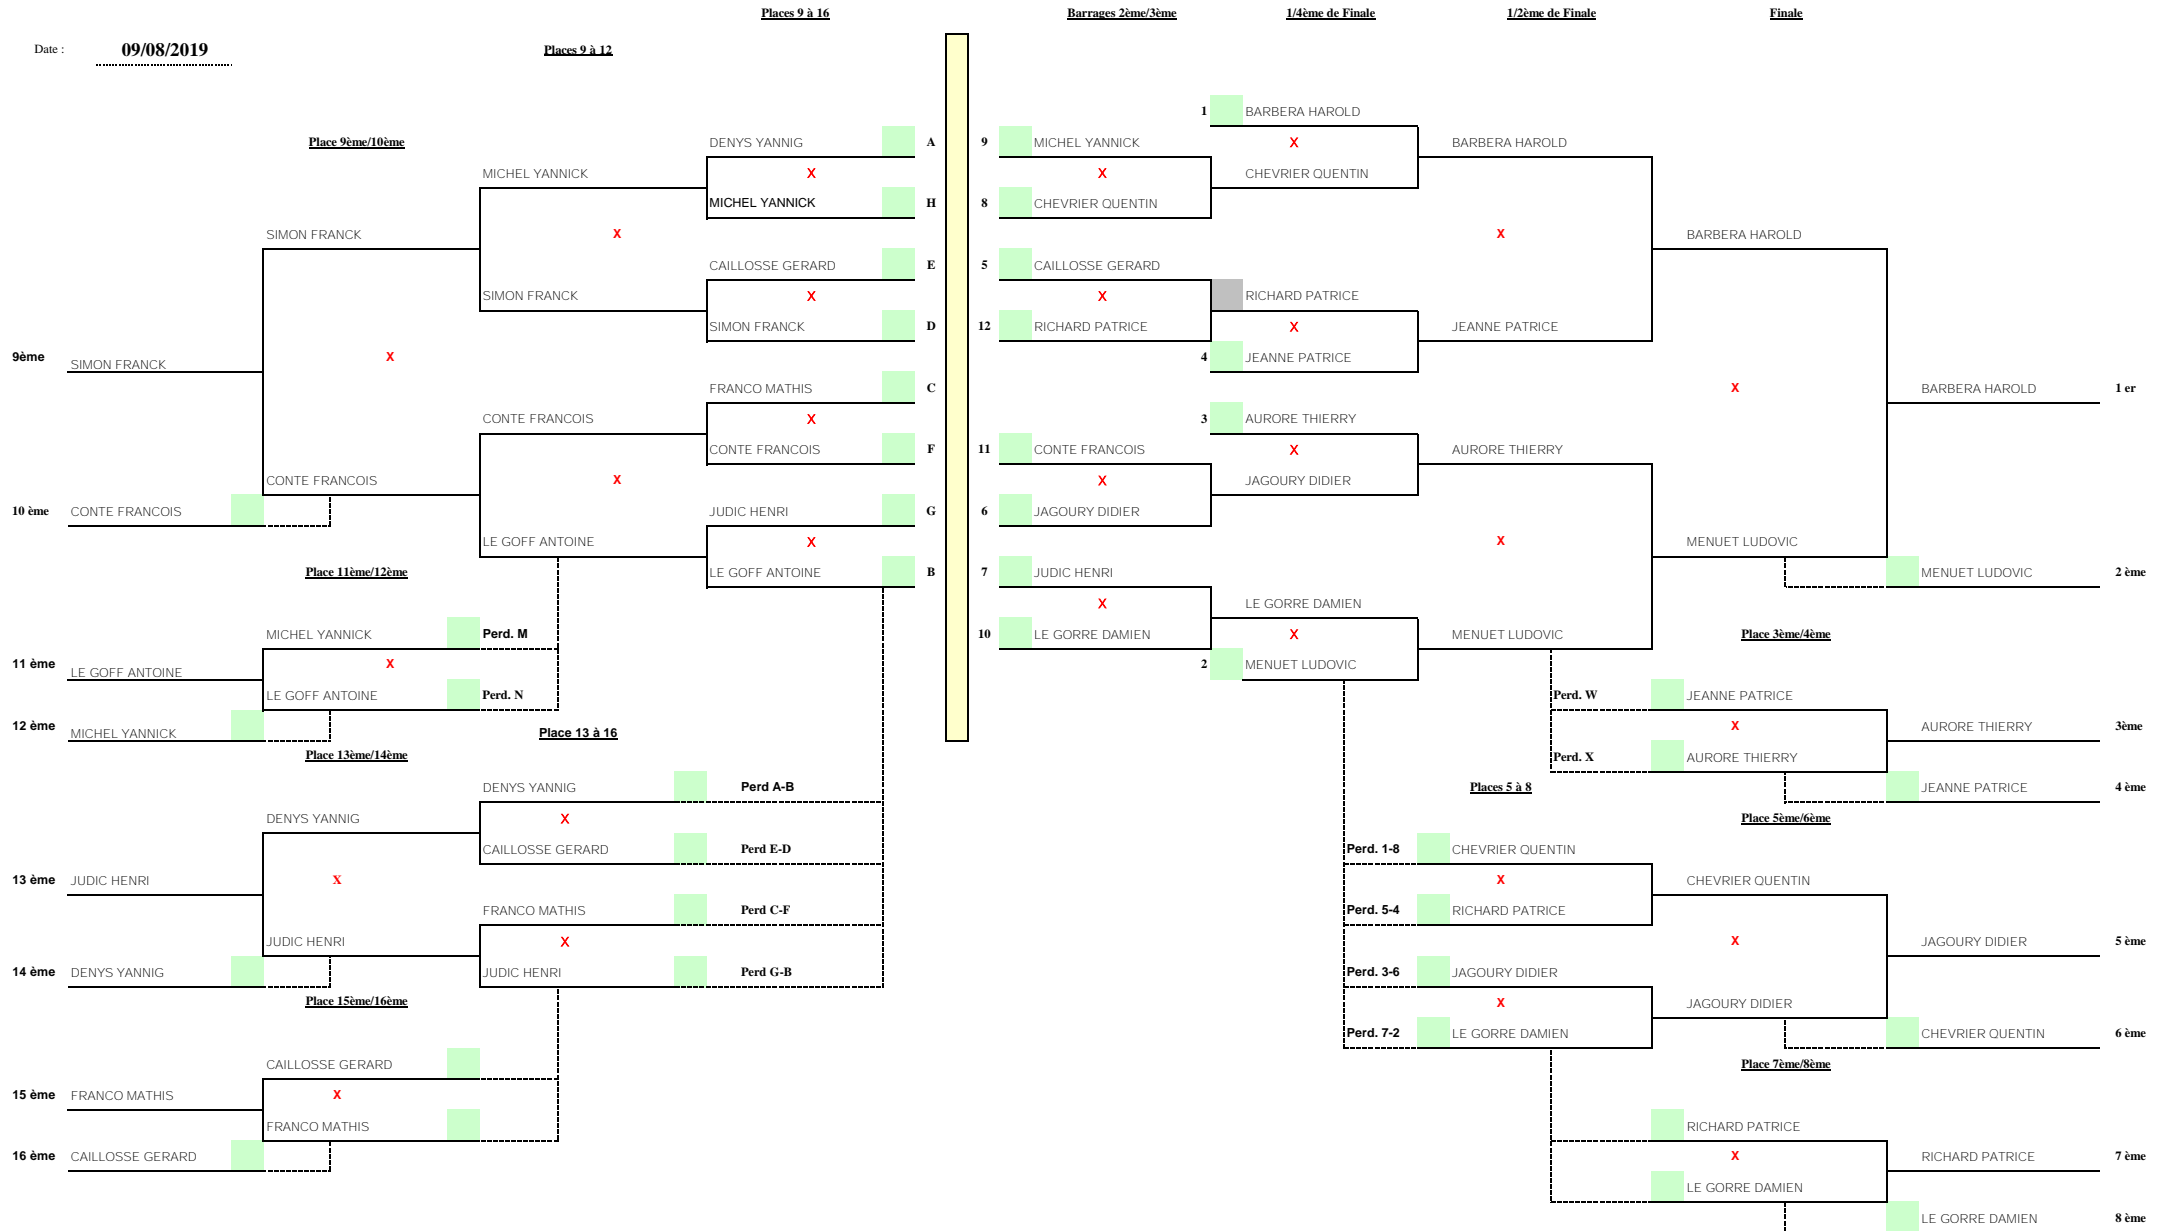 Places 9 à 16
Barrages 2ème/3ème
1/4ème de Finale
1/2ème de Finale
Finale
Date :
09/08/2019
Places 9 à 12
1
BARBERA HAROLD
Place 9ème/10ème
DENYS YANNIG
A
9
MICHEL YANNICK
X
BARBERA HAROLD
MICHEL YANNICK
X
X
CHEVRIER QUENTIN
MICHEL YANNICK
H
8
CHEVRIER QUENTIN
SIMON FRANCK
X
X
BARBERA HAROLD
CAILLOSSE GERARD
E
5
CAILLOSSE GERARD
SIMON FRANCK
X
X
RICHARD PATRICE
SIMON FRANCK
D
12
RICHARD PATRICE
X
JEANNE PATRICE
9ème
SIMON FRANCK
X
4
JEANNE PATRICE
FRANCO MATHIS
C
X
BARBERA HAROLD
1 er
CONTE FRANCOIS
X
3
AURORE THIERRY
CONTE FRANCOIS
F
11
CONTE FRANCOIS
X
AURORE THIERRY
CONTE FRANCOIS
X
X
JAGOURY DIDIER
10 ème
CONTE FRANCOIS
JUDIC HENRI
G
6
JAGOURY DIDIER
LE GOFF ANTOINE
X
X
MENUET LUDOVIC
Place 11ème/12ème
LE GOFF ANTOINE
B
7
JUDIC HENRI
MENUET LUDOVIC
2 ème
X
LE GORRE DAMIEN
MICHEL YANNICK
Perd. M
10
LE GORRE DAMIEN
X
MENUET LUDOVIC
Place 3ème/4ème
11 ème
LE GOFF ANTOINE
X
2
MENUET LUDOVIC
LE GOFF ANTOINE
Perd. N
Perd. W
JEANNE PATRICE
12 ème
MICHEL YANNICK
Place 13 à 16
X
AURORE THIERRY
3ème
Place 13ème/14ème
Perd. X
AURORE THIERRY
DENYS YANNIG
Perd A-B
Places 5 à 8
JEANNE PATRICE
4 ème
DENYS YANNIG
X
Place 5ème/6ème
CAILLOSSE GERARD
Perd E-D
Perd. 1-8
CHEVRIER QUENTIN
13 ème
JUDIC HENRI
X
X
CHEVRIER QUENTIN
FRANCO MATHIS
Perd C-F
Perd. 5-4
RICHARD PATRICE
JUDIC HENRI
X
X
JAGOURY DIDIER
5 ème
14 ème
DENYS YANNIG
JUDIC HENRI
Perd G-B
Perd. 3-6
JAGOURY DIDIER
Place 15ème/16ème
X
JAGOURY DIDIER
Perd. 7-2
LE GORRE DAMIEN
CHEVRIER QUENTIN
6 ème
CAILLOSSE GERARD
Place 7ème/8ème
15 ème
FRANCO MATHIS
X
FRANCO MATHIS
RICHARD PATRICE
16 ème
CAILLOSSE GERARD
X
RICHARD PATRICE
7 ème
LE GORRE DAMIEN
LE GORRE DAMIEN
8 ème